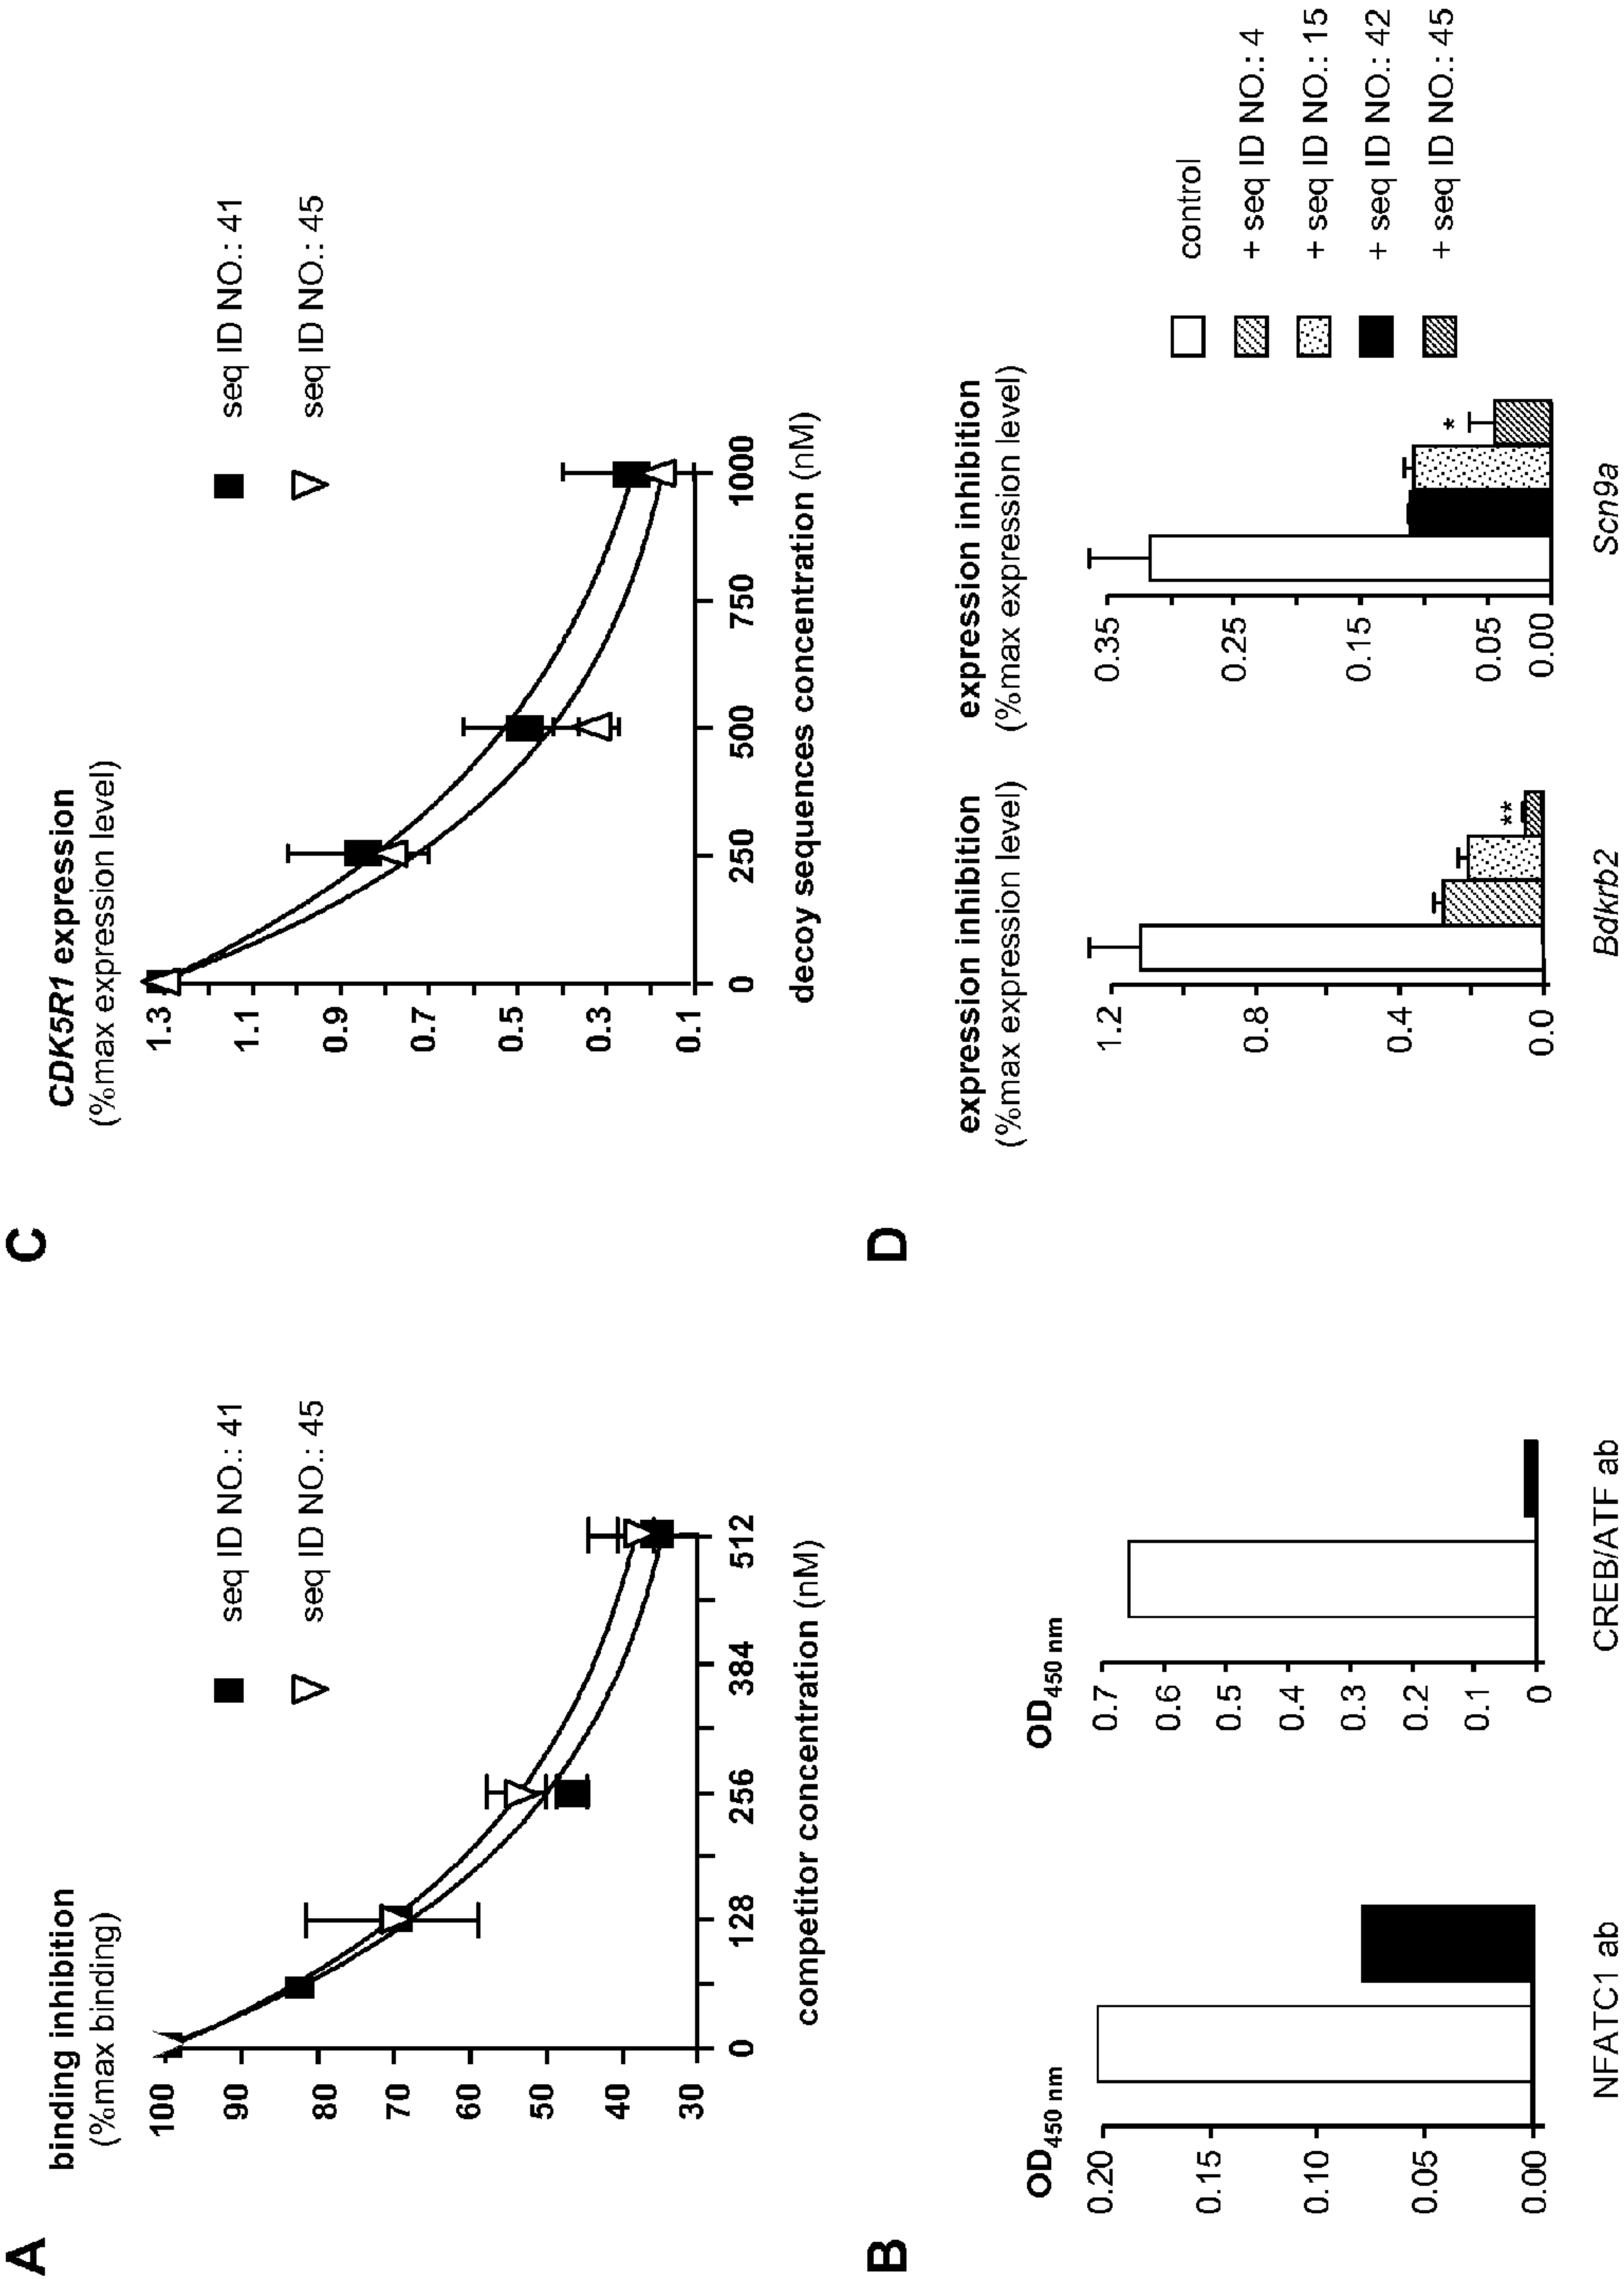 A
binding inhibition
(%max binding)
100
90
80
70
60
50
40
30
0
128
256
384
512
competitor concentration (nM)
seq ID NO.: 41
seq ID NO.: 45
C
CDK5R1 expression
(%max expression level)
1.3
1.1
0.9
0.7
0.5
0.3
0.1
0
250
500
750
1000
decoy sequences concentration (nM)
seq ID NO.: 41
seq ID NO.: 45
B
OD450 nm
0.20
0.15
0.10
0.05
0.00
NFATC1 ab
OD450 nm
0.7
0.6
0.5
0.4
0.3
0.2
0.1
0
CREB/ATF ab
D
expression inhibition
(%max expression level)
1.2
0.8
0.4
0.0
**
Bdkrb2
expression inhibition
(%max expression level)
0.35
0.25
0.15
0.05
0.00
*
Scn9a
control
+ seq ID NO.: 4
+ seq ID NO.: 15
+ seq ID NO.: 42
+ seq ID NO.: 45